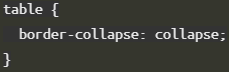 table {
  border-collapse: collapse;
}